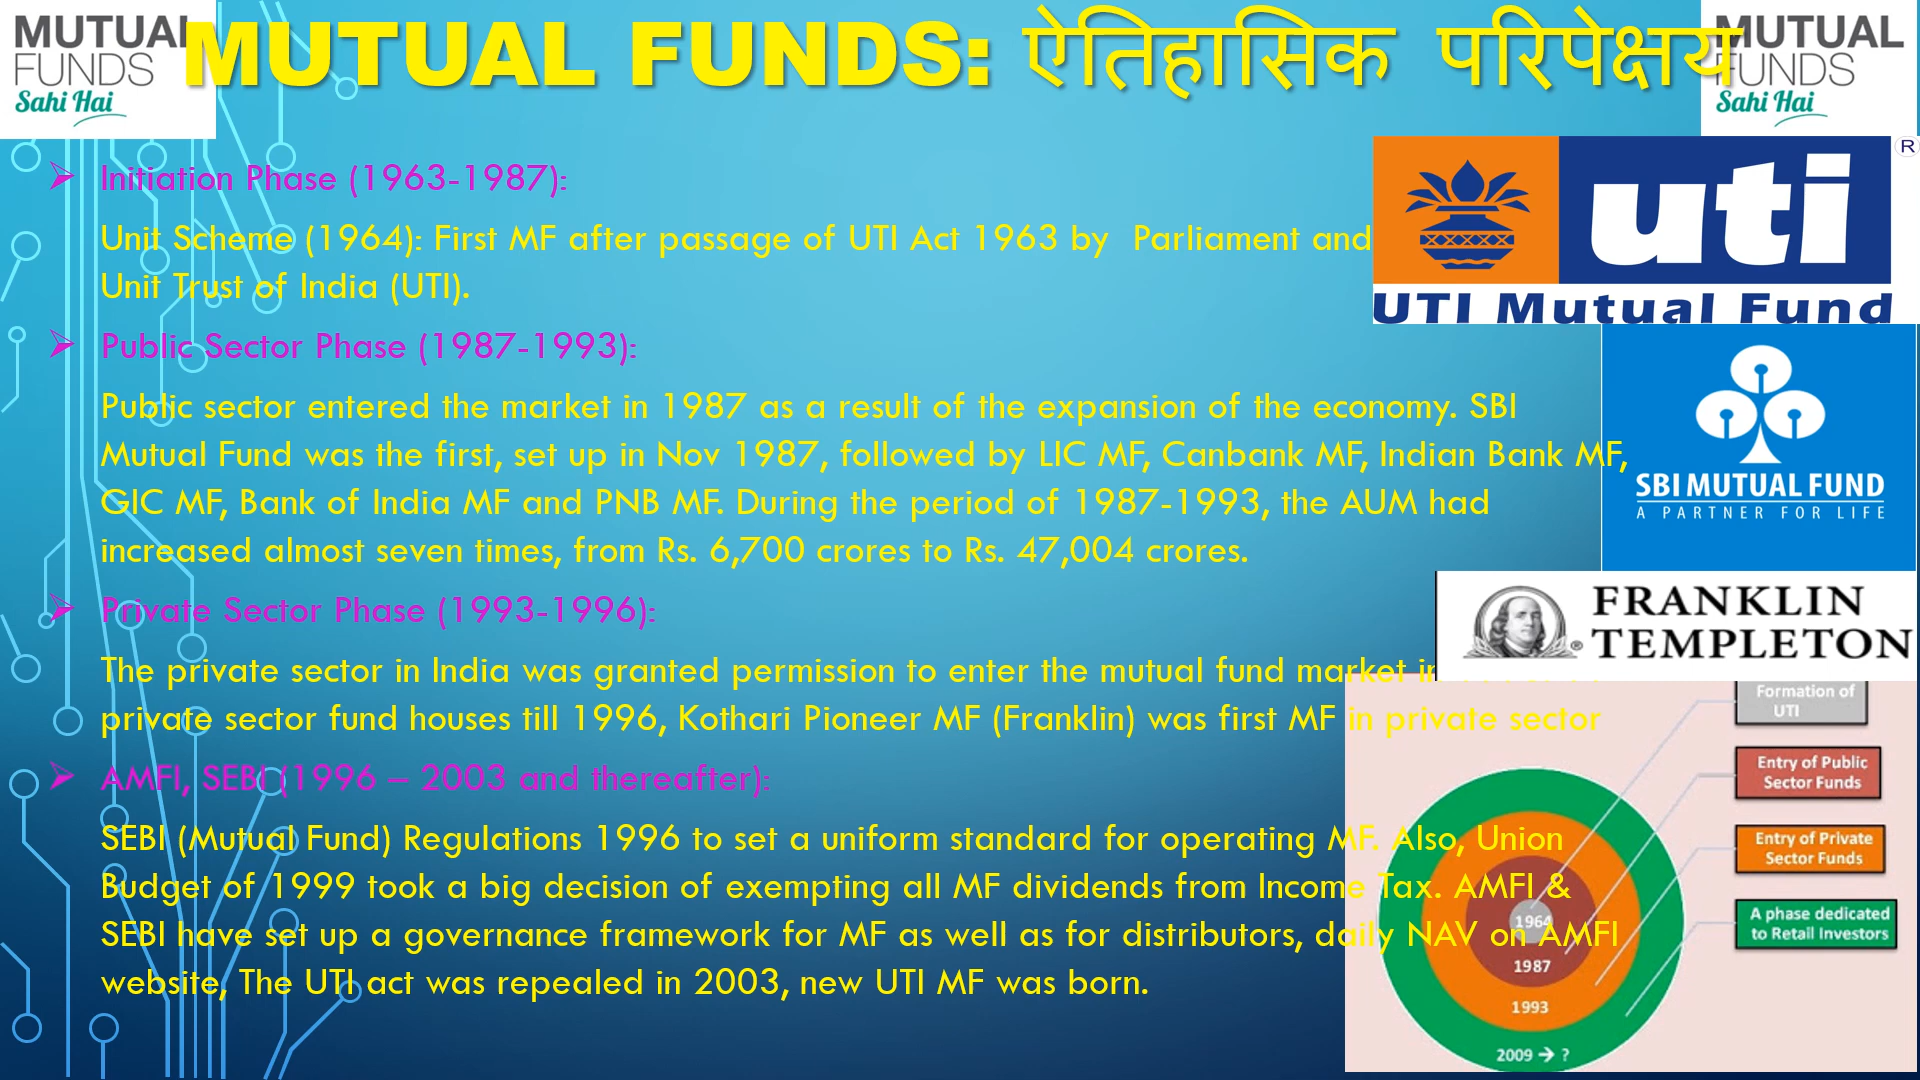 MUTUAL FUNDS Sahi Hai
MUTUAL FUNDS: ऐतिहासिक परिपेक्षय
MUTUAL FUNDS Sahi Hai
➢ Initiation Phase (1963-1987):
Unit Scheme (1964): First MF after passage of UTI Act 1963 by Parliament and
Unit Trust of India (UTI).
➢ Public Sector Phase (1987-1993):
Public sector entered the market in 1987 as a result of the expansion of the economy. SBI
Mutual Fund was the first, set up in Nov 1987, followed by LIC MF, Canbank MF, Indian Bank MF,
GIC MF, Bank of India MF and PNB MF. During the period of 1987-1993, the AUM had
increased almost seven times, from Rs. 6,700 crores to Rs. 47,004 crores.
➢ Private Sector Phase (1993-1996):
The private sector in India was granted permission to enter the mutual fund market in
private sector fund houses till 1996, Kothari Pioneer MF (Franklin) was first MF in private sector
➢ AMFI, SEBI (1996 – 2003 and thereafter):
SEBI (Mutual Fund) Regulations 1996 to set a uniform standard for operating MF. Also, Union
Budget of 1999 took a big decision of exempting all MF dividends from Income Tax. AMFI &
SEBI have set up a governance framework for MF as well as for distributors, daily NAV on AMFI
website, The UTI act was repealed in 2003, new UTI MF was born.
uti ®
UTI Mutual Fund
SBI MUTUAL FUND
A PARTNER FOR LIFE
FRANKLIN
TEMPLETON
®
Formation of
UTI
Entry of Public
Sector Funds
Entry of Private
Sector Funds
A phase dedicated
to Retail Investors
1964
1987
1993
2009 → ?